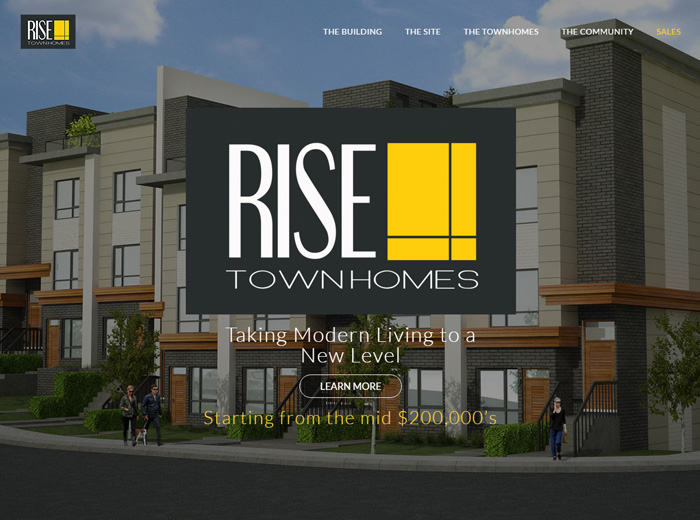 RISE
TOWNHOMES
THE BUILDING THE SITE THE TOWNHOMES THE COMMUNITY SALES
RISE
TOWNHOMES
Taking Modern Living to a
New Level
LEARN MORE
Starting from the mid $200,000's